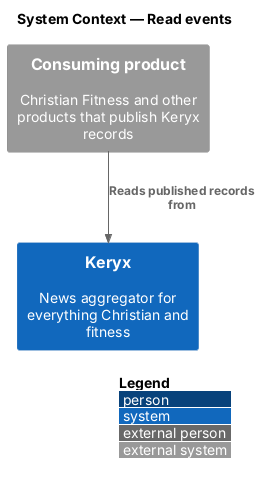 System Context — Read events
Consuming product
Christian Fitness and other
products that publish Keryx
records
Reads published records
from
Keryx
News aggregator for
everything Christian and
fitness
Legend
person
system
external person
external system